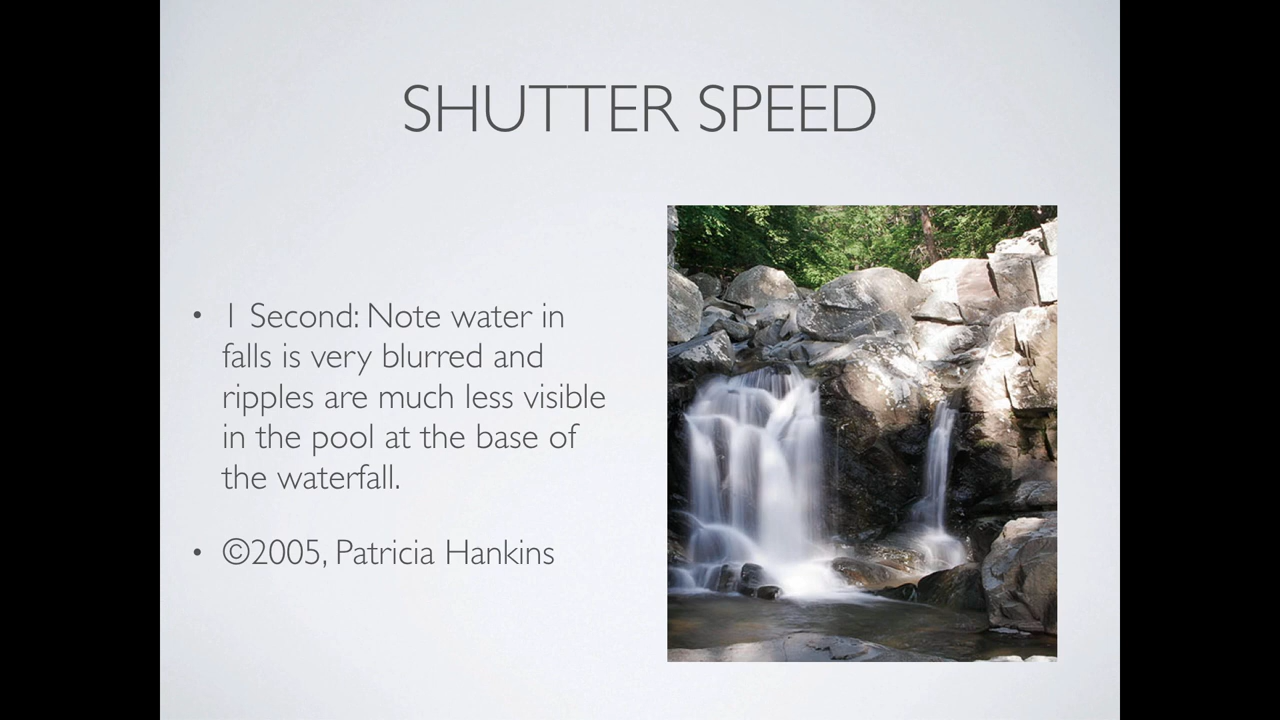 SHUTTER SPEED
• 1 Second: Note water in
falls is very blurred and
ripples are much less visible
in the pool at the base of
the waterfall.
• ©2005, Patricia Hankins